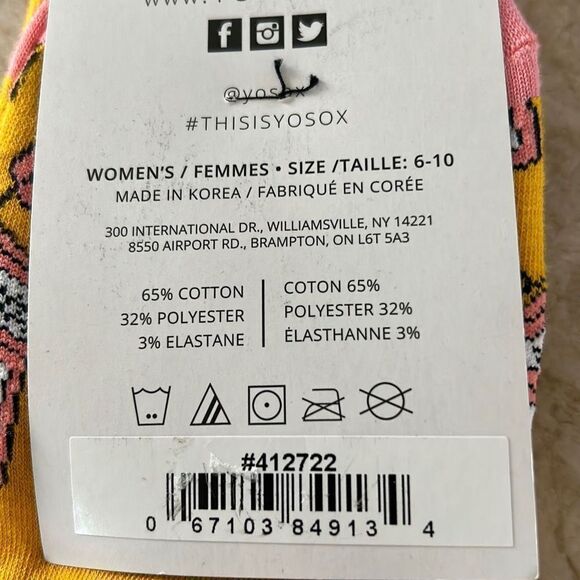 @yosox
#THISISYOSOX
WOMEN'S / FEMMES • SIZE /TAILLE: 6-10
MADE IN KOREA / FABRIQUÉ EN CORÉE
300 INTERNATIONAL DR., WILLIAMSVILLE, NY 14221
8550 AIRPORT RD., BRAMPTON, ON L6T 5A3
65% COTTON
32% POLYESTER
3% ELASTANE
COTON 65%
POLYESTER 32%
ÉLASTHANNE 3%
#412722
0 67103 84913 4